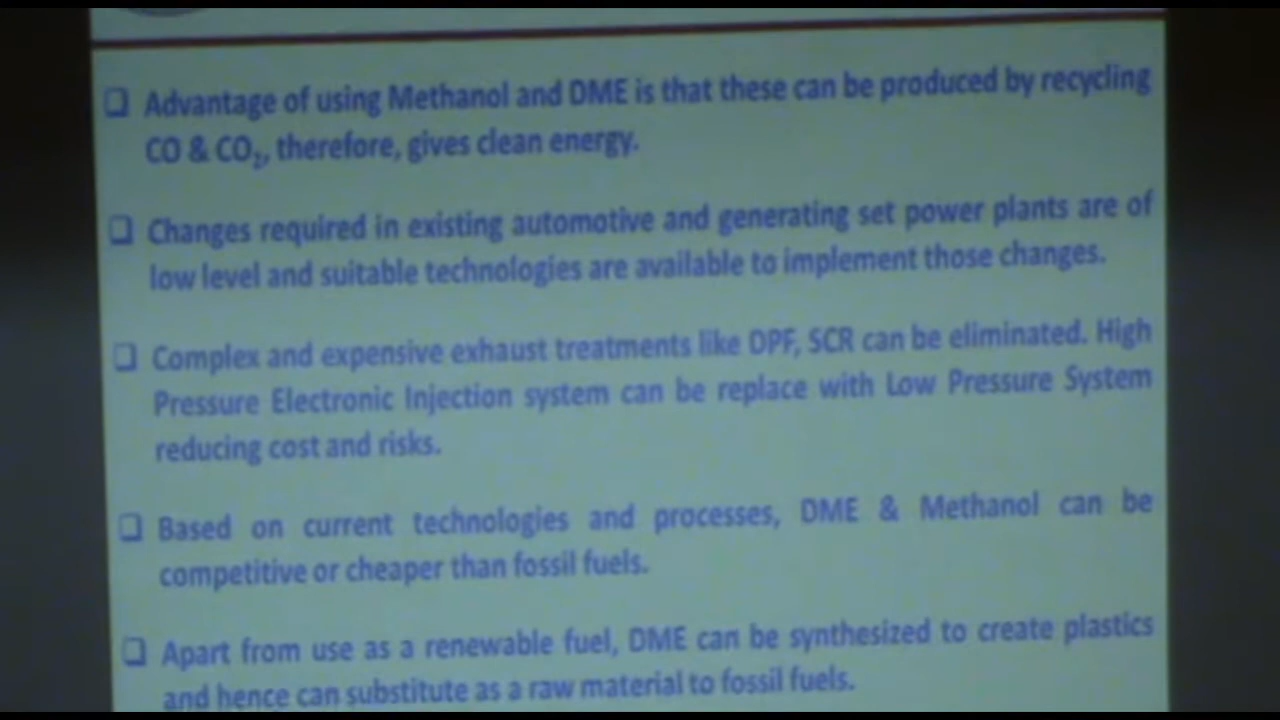 ❑ Advantage of using Methanol and DME is that these can be produced by recycling
CO & CO₂, therefore, gives clean energy.
❑ Changes required in existing automotive and generating set power plants are of
low level and suitable technologies are available to implement those changes.
❑ Complex and expensive exhaust treatments like DPF, SCR can be eliminated. High
Pressure Electronic Injection system can be replace with Low Pressure System
reducing cost and risks.
❑ Based on current technologies and processes, DME & Methanol can be
competitive or cheaper than fossil fuels.
❑ Apart from use as a renewable fuel, DME can be synthesized to create plastics
and hence can substitute as a raw material to fossil fuels.